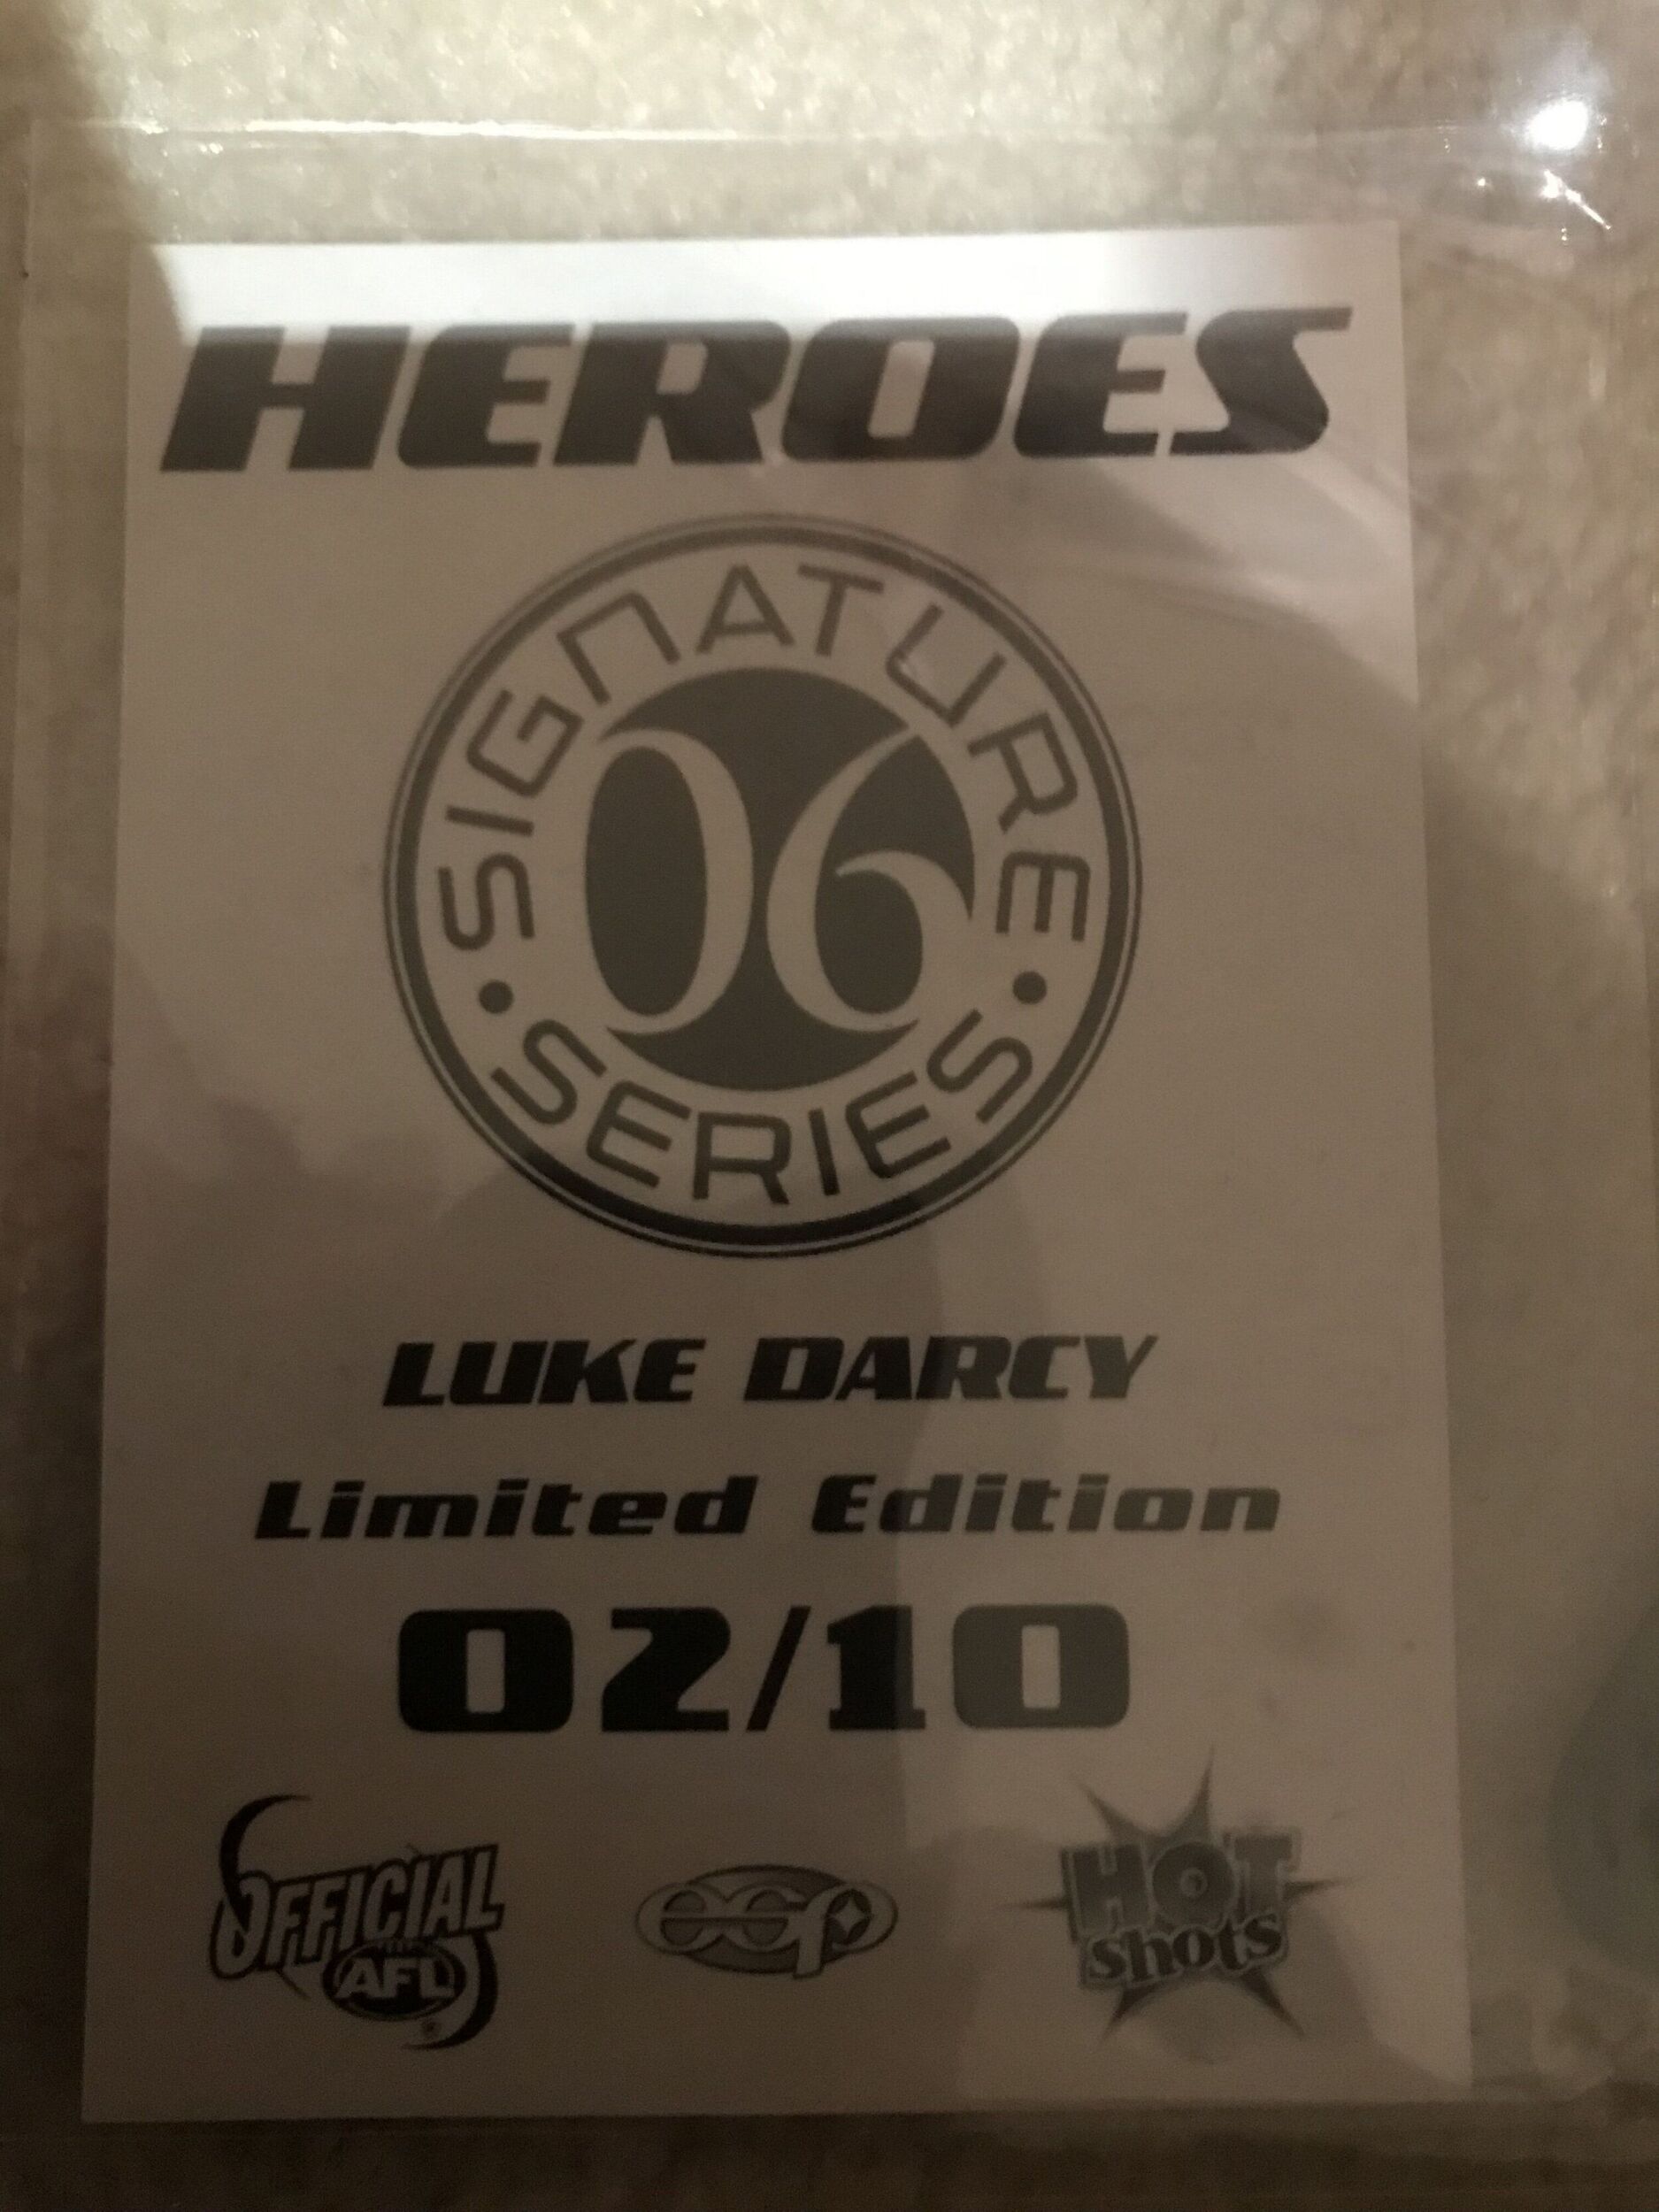 HEROES
SIGNATURE
06
SERIES
LUKE DARCY
Limited Edition
02/10
OFFICIAL
AFL
esp
HOT
shots